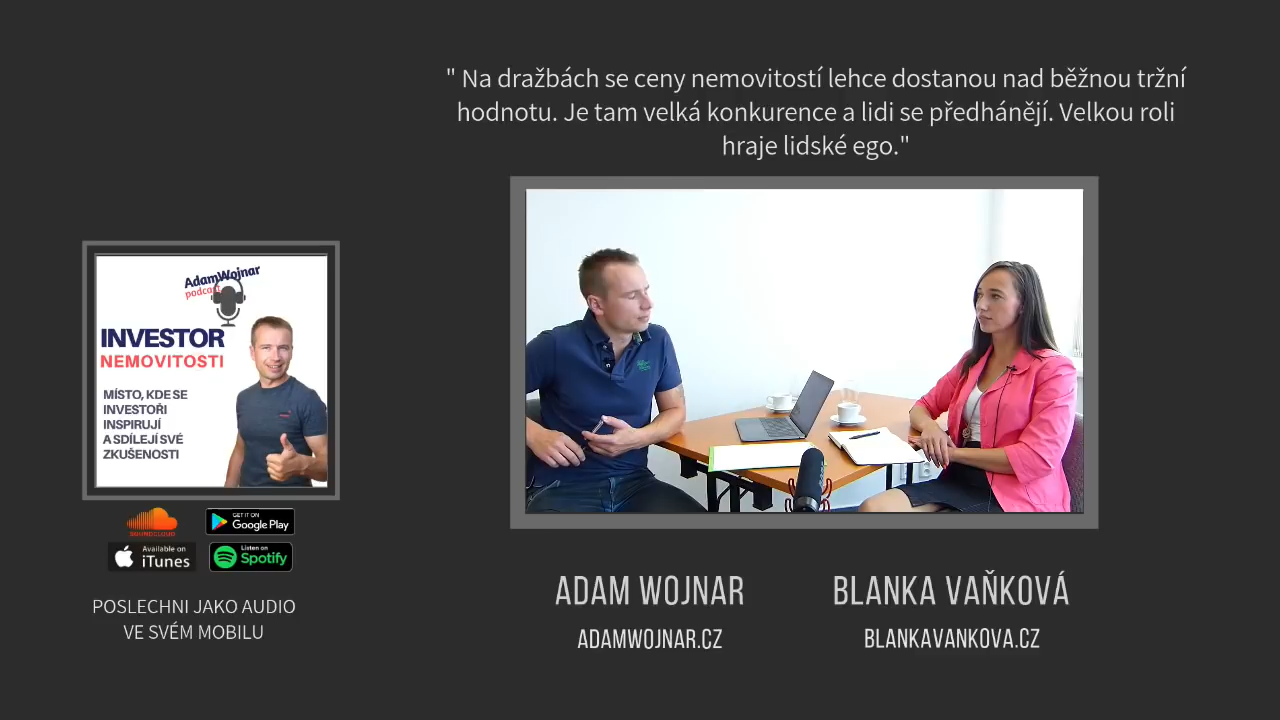 " Na dražbách se ceny nemovitostí lehce dostanou nad běžnou tržní
hodnotu. Je tam velká konkurence a lidi se předhánějí. Velkou roli
hraje lidské ego."
AdamWojnar
podcast
INVESTOR
NEMOVITOSTI
MÍSTO, KDE SE
INVESTOŘI
INSPIRUJÍ
A SDÍLEJÍ SVÉ
ZKUŠENOSTI
SOUNDCLOUD
GET IT ON
Google Play
Available on
iTunes
Listen on
Spotify
POSLECHNI JAKO AUDIO
VE SVÉM MOBILU
ADAM WOJNAR
ADAMWOJNAR.CZ
BLANKA VAŇKOVÁ
BLANKAVANKOVA.CZ